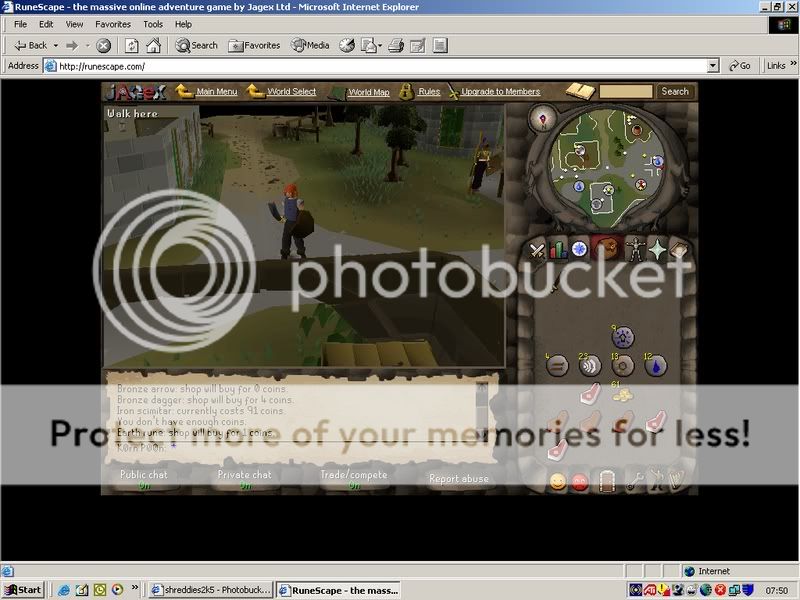 RuneScape - the massive online adventure game by Jagex Ltd - Microsoft Internet Explorer
File Edit View Favorites Tools Help
Back Search Favorites Media
Address http://runescape.com/ Go Links »
JAGEX Main Menu World Select World Map Rules Upgrade to Members Search
Walk here
N
photobucket
9
4 23 13 12
61
Bronze arrow: shop will buy for 0 coins.
Bronze dagger: shop will buy for 4 coins.
Iron scimitar: currently costs 91 coins.
You don't have enough coins.
Earth rune: shop will buy for 1 coins.
Protect more of your memories for less!
Public chat Private chat Trade/compete Report abuse
On On On
Internet
Start » shreddies2k5 - Photobuck... RuneScape - the mass... 07:50